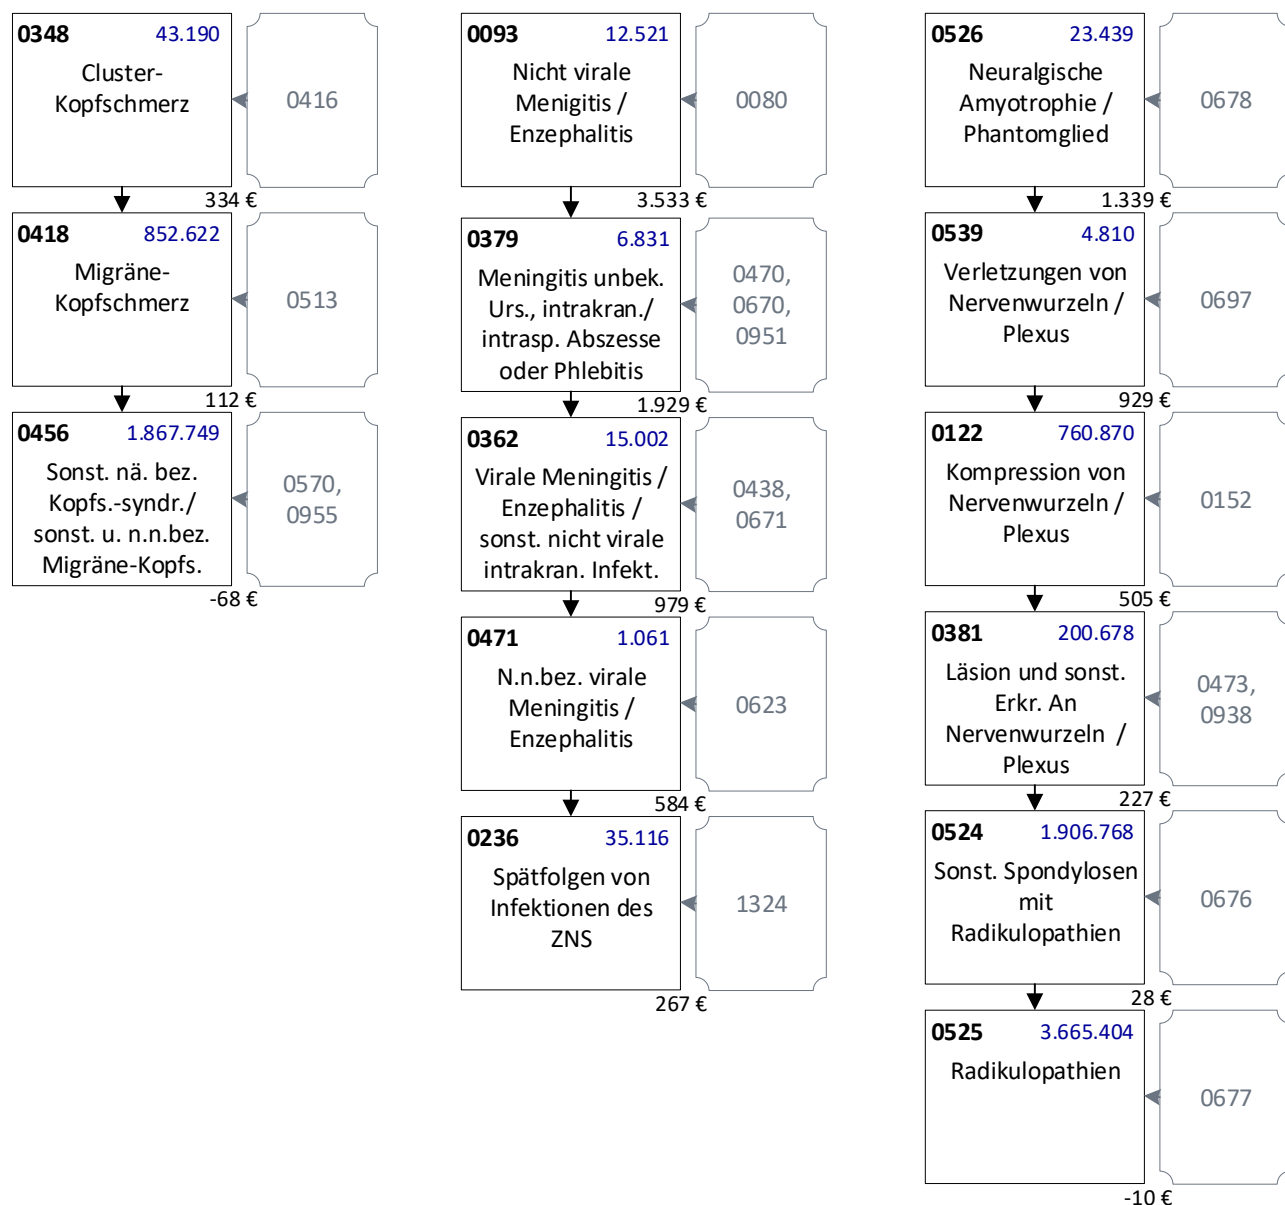 0348 43.190
Cluster-
Kopfschmerz
0416
334 €
0418 852.622
Migräne-
Kopfschmerz
0513
112 €
0456 1.867.749
Sonst. nä. bez.
Kopfs.-syndr./
sonst. u. n.n.bez.
Migräne-Kopfs.
0570,
0955
-68 €
0093 12.521
Nicht virale
Menigitis /
Enzephalitis
0080
3.533 €
0379 6.831
Meningitis unbek.
Urs., intrakran./
intrasp. Abszesse
oder Phlebitis
0470,
0670,
0951
1.929 €
0362 15.002
Virale Meningitis /
Enzephalitis /
sonst. nicht virale
intrakran. Infekt.
0438,
0671
979 €
0471 1.061
N.n.bez. virale
Meningitis /
Enzephalitis
0623
584 €
0236 35.116
Spätfolgen von
Infektionen des
ZNS
1324
267 €
0526 23.439
Neuralgische
Amyotrophie /
Phantomglied
0678
1.339 €
0539 4.810
Verletzungen von
Nervenwurzeln /
Plexus
0697
929 €
0122 760.870
Kompression von
Nervenwurzeln /
Plexus
0152
505 €
0381 200.678
Läsion und sonst.
Erkr. An
Nervenwurzeln /
Plexus
0473,
0938
227 €
0524 1.906.768
Sonst. Spondylosen
mit
Radikulopathien
0676
28 €
0525 3.665.404
Radikulopathien
0677
-10 €